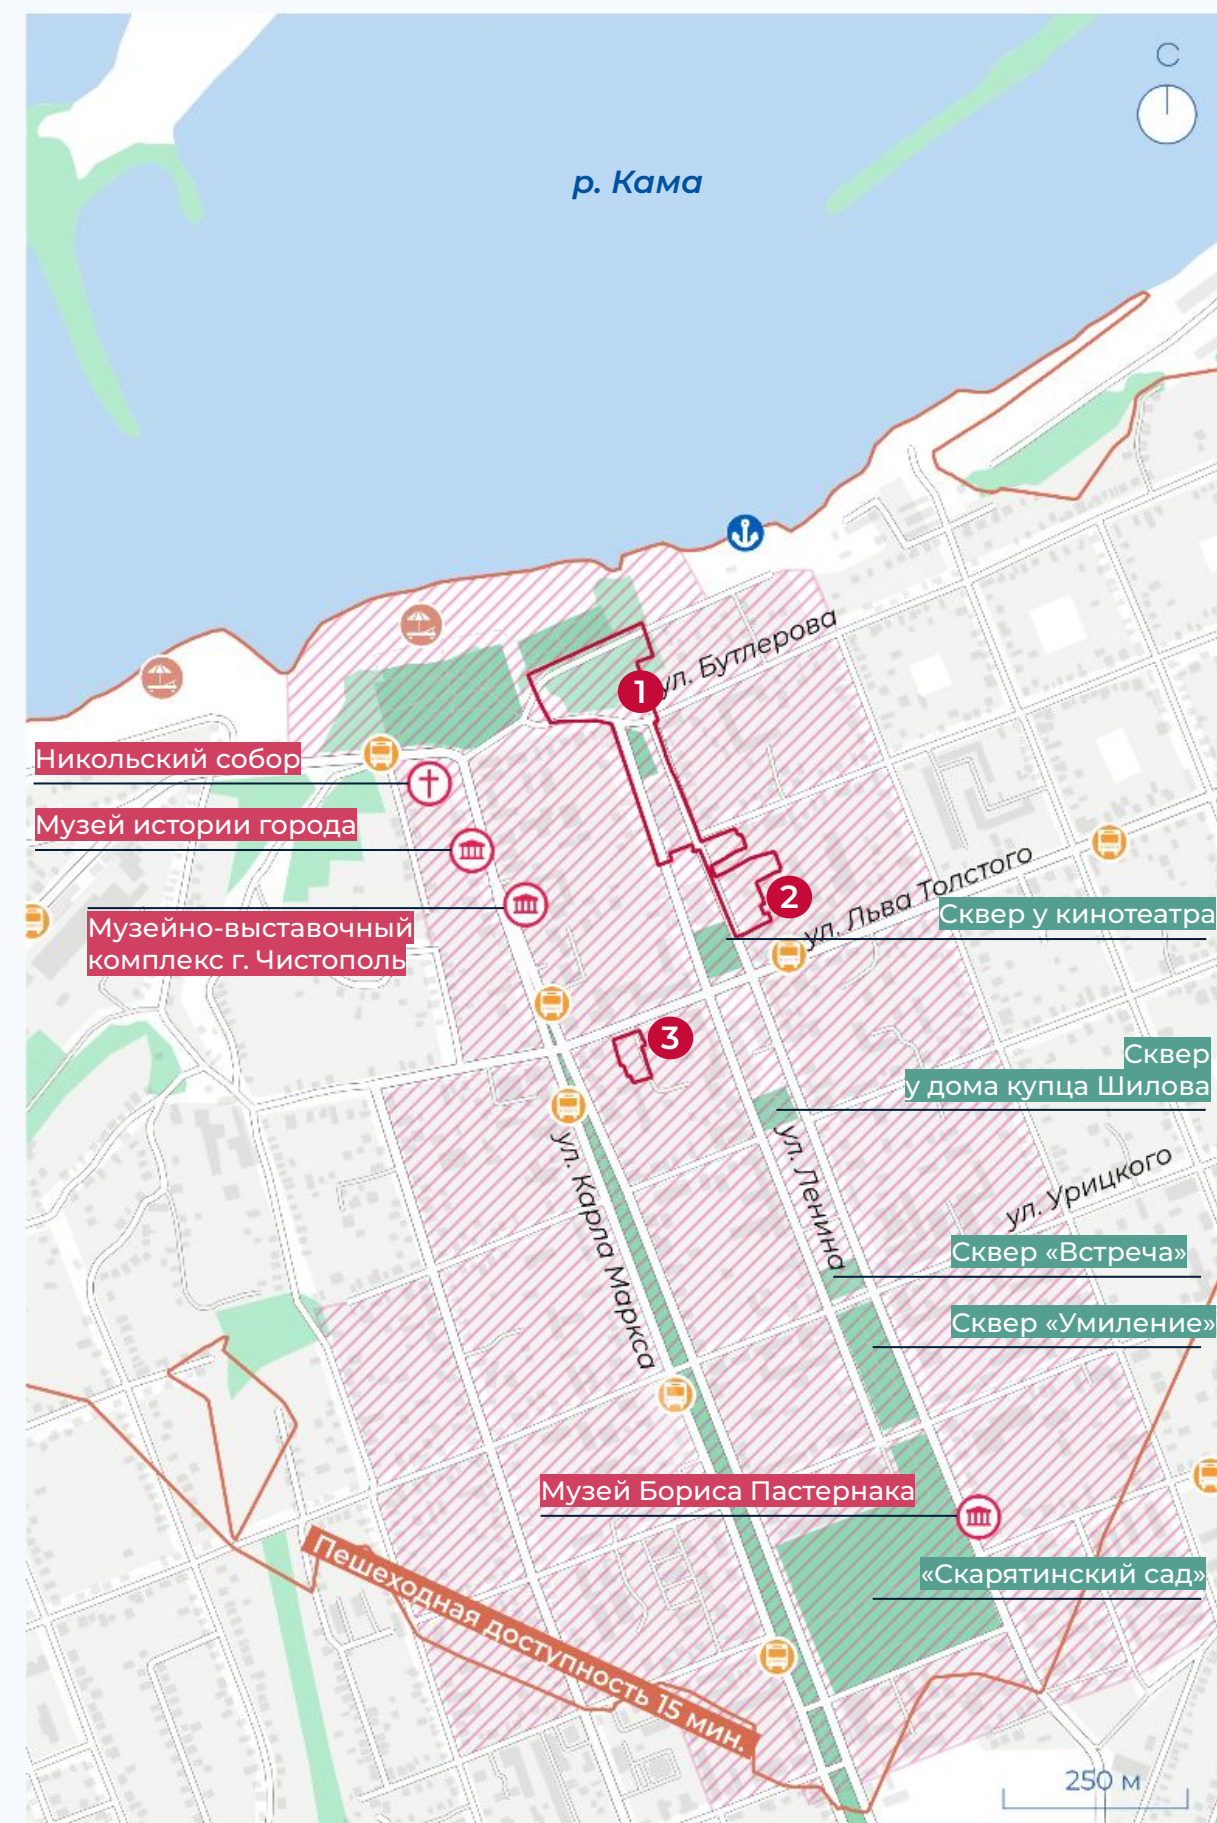 С
р. Кама
ул. Бутлерова
1
Никольский собор
Музей истории города
2
ул. Льва Толстого
Сквер у кинотеатра
Музейно-выставочный
комплекс г. Чистополь
3
Сквер
у дома купца Шилова
ул. Карла Маркса
ул. Ленина
ул. Урицкого
Сквер «Встреча»
Сквер «Умиление»
Музей Бориса Пастернака
«Скарятинский сад»
Пешеходная доступность 15 мин.
250 м